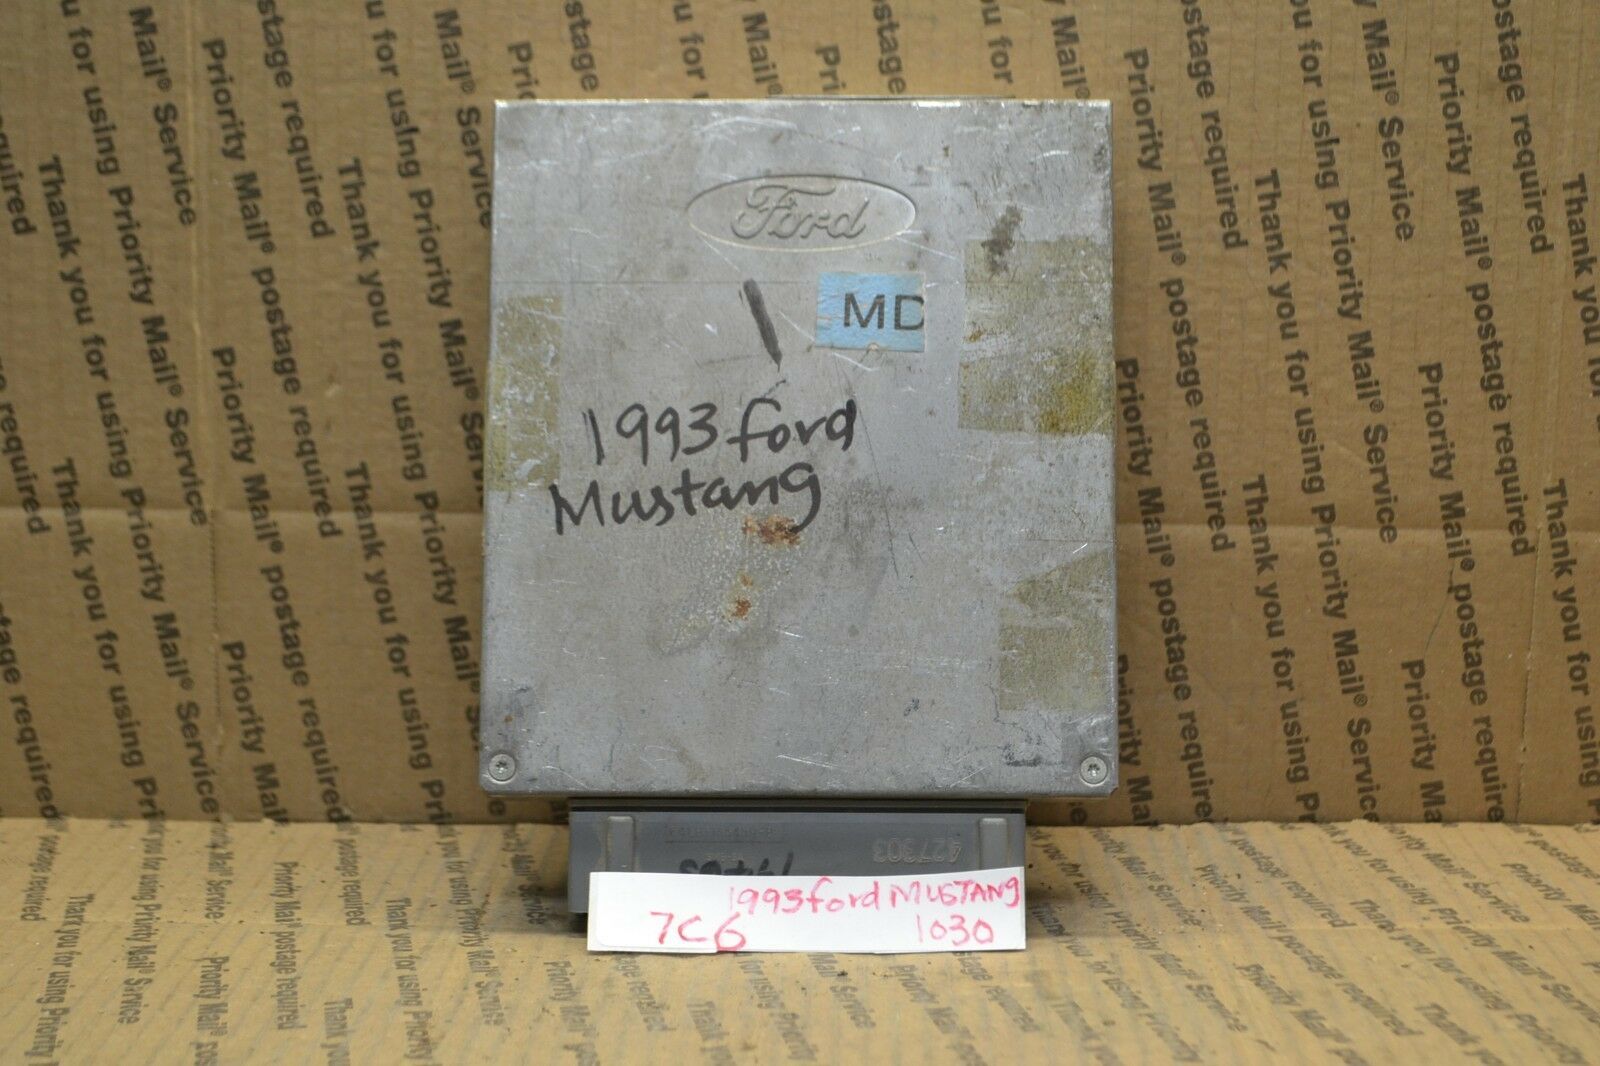 Ford
MD
1993 ford
Mustang
427303
1993 ford MUSTANG
7C6 1030
Thank you for using Priority Mail® Service
Priority Mail® postage required